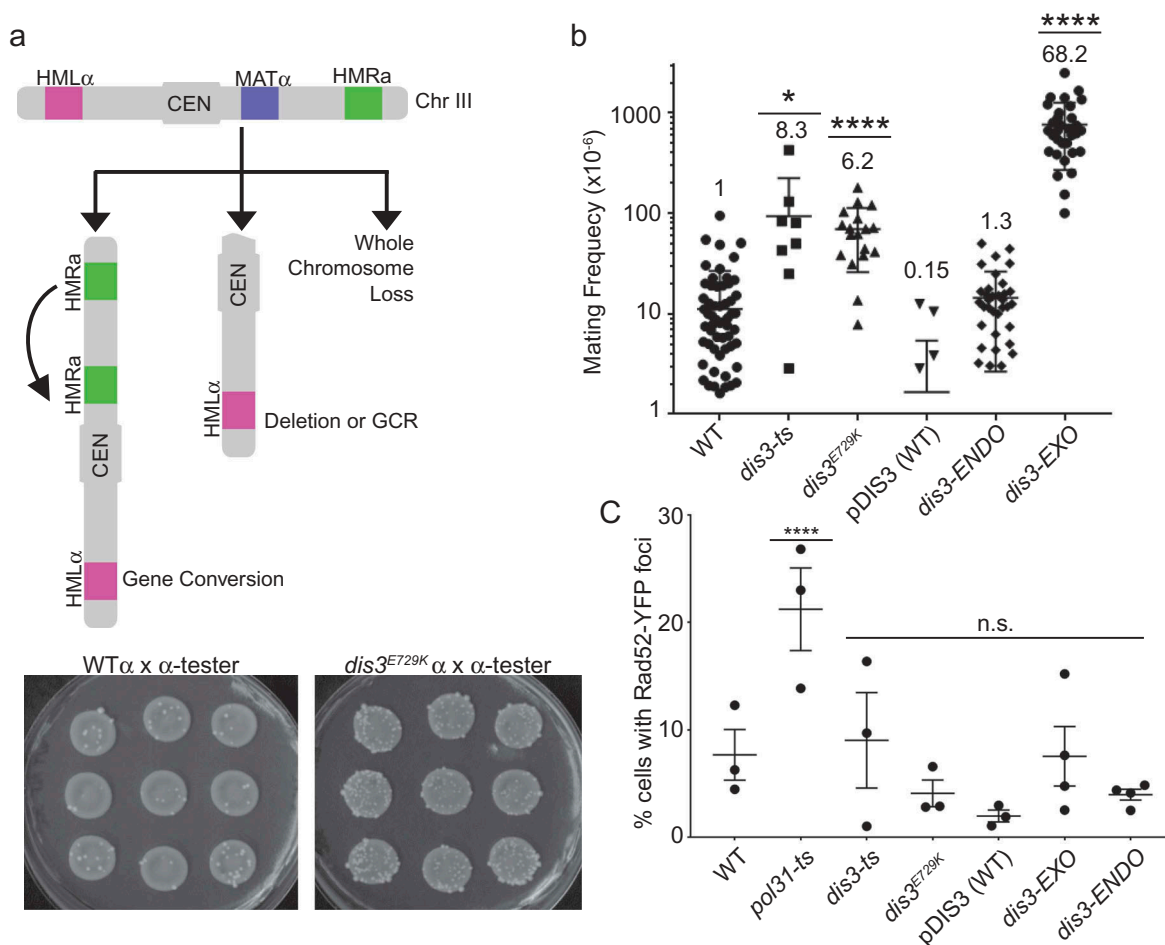 a
HMLα
MATα
HMRa
CEN
Chr III
HMRa
HMRa
CEN
HMLα
Gene Conversion
CEN
HMLα
Deletion or GCR
Whole
Chromosome
Loss
WTα x α-tester
dis3E729K α x α-tester
b
Mating Frequecy (x10-6)
1000
100
10
1
1
*
8.3
****
6.2
0.15
1.3
****
68.2
WT
dis3-ts
dis3E729K
pDIS3 (WT)
dis3-ENDO
dis3-EXO
C
% cells with Rad52-YFP foci
30
20
10
0
****
n.s.
WT
pol31-ts
dis3-ts
dis3E729K
pDIS3 (WT)
dis3-EXO
dis3-ENDO